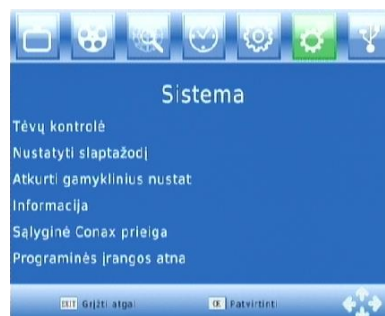 Sistema
Tėvų kontrolė
Nustatyti slaptažodį
Atkurti gamyklinius nustat
Informacija
Sąlyginė Conax prieiga
Programinės įrangos atna
EXIT Grįžti atgal OK Patvirtinti